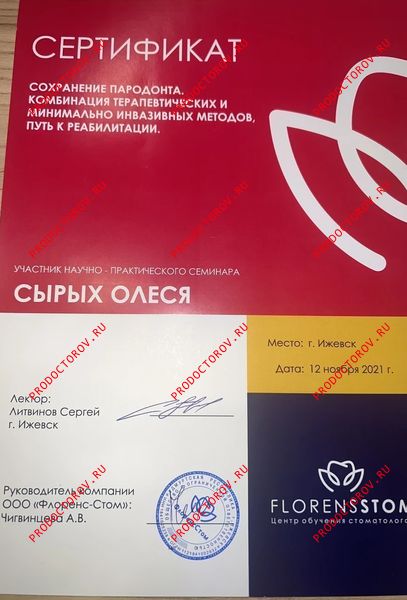 СЕРТИФИКАТ
СОХРАНЕНИЕ ПАРОДОНТА.
КОМБИНАЦИЯ ТЕРАПЕВТИЧЕСКИХ И
МИНИМАЛЬНО ИНВАЗИВНЫХ МЕТОДОВ,
ПУТЬ К РЕАБИЛИТАЦИИ.
УЧАСТНИК НАУЧНО - ПРАКТИЧЕСКОГО СЕМИНАРА
СЫРЫХ ОЛЕСЯ
Место: г. Ижевск
Дата: 12 ноября 2021 г.
Лектор:
Литвинов Сергей
г. Ижевск
Руководитель компании
ООО «Флоренс-Стом»:
Чигвинцева А.В.
FLORENSSTOM
Центр обучения стоматолого
PRODOCTOROV.RU